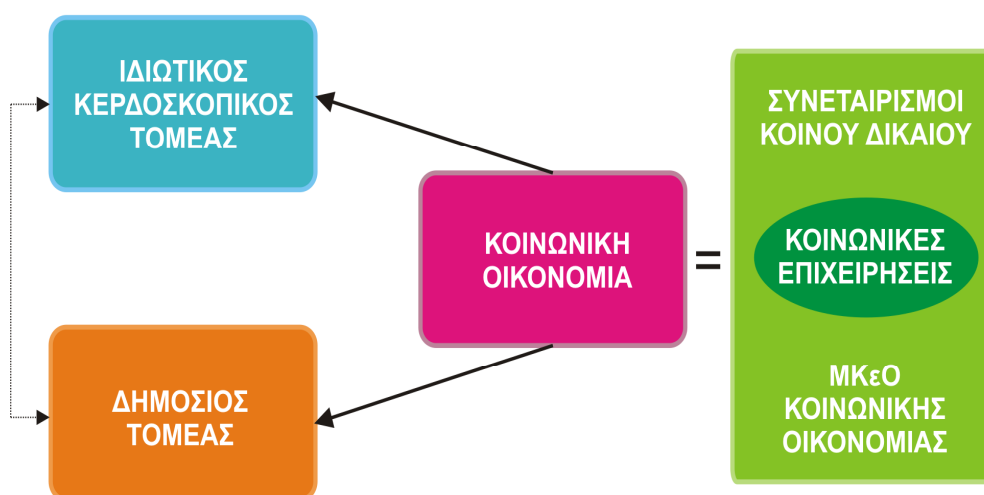 ΙΔΙΩΤΙΚΟΣ
ΚΕΡΔΟΣΚΟΠΙΚΟΣ
ΤΟΜΕΑΣ
ΔΗΜΟΣΙΟΣ
ΤΟΜΕΑΣ
ΚΟΙΝΩΝΙΚΗ
ΟΙΚΟΝΟΜΙΑ
=
ΣΥΝΕΤΑΙΡΙΣΜΟΙ
ΚΟΙΝΟΥ ΔΙΚΑΙΟΥ
ΚΟΙΝΩΝΙΚΕΣ
ΕΠΙΧΕΙΡΗΣΕΙΣ
ΜΚεΟ
ΚΟΙΝΩΝΙΚΗΣ
ΟΙΚΟΝΟΜΙΑΣ